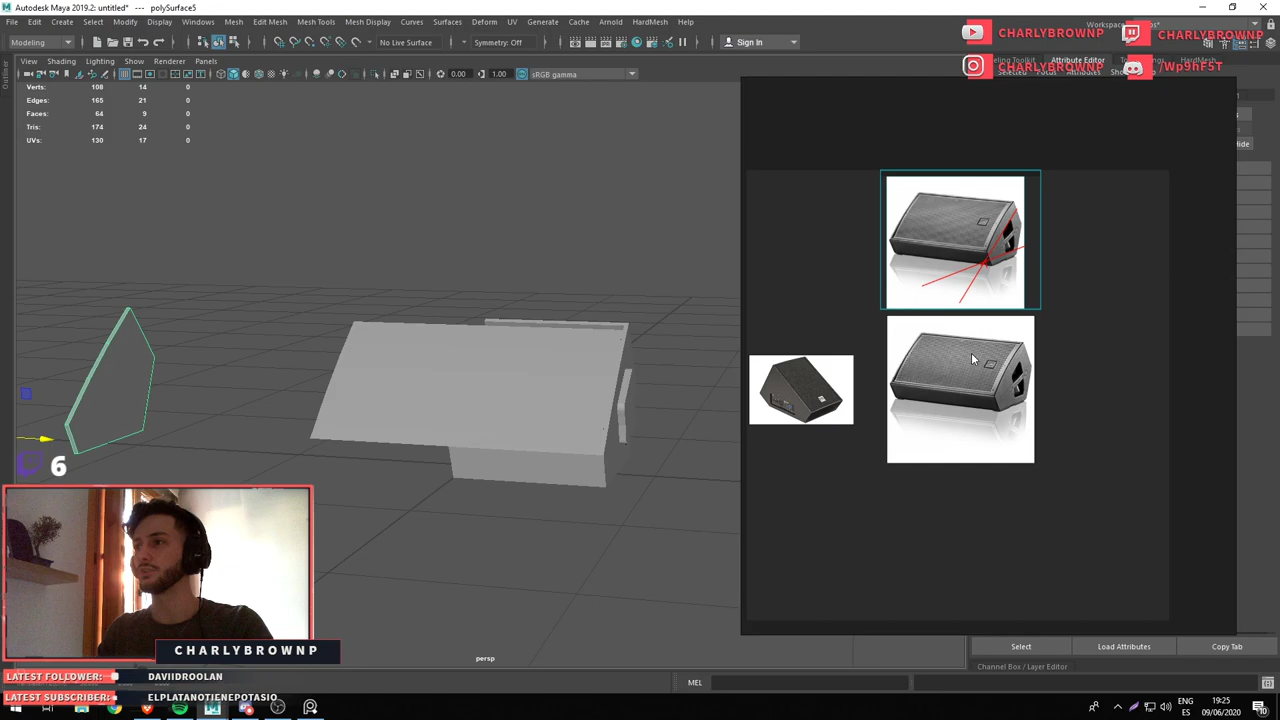 Autodesk Maya 2019.2: untitled* --- polySurface5
File Edit Create Select Modify Display Windows Mesh Edit Mesh Mesh Tools Mesh Display Curves Surfaces Deform UV Generate Cache Arnold HardMesh Help
Modeling No Live Surface Symmetry: Off Sign In
CHARLYBROWNP CHARLYBROWNP
View Shading Lighting Show Renderer Panels
Attribute Editor
CHARLYBROWNP /Wp9hF5T
0.00 1.00 sRGB gamma
Outliner
Verts: 108 14 0
Edges: 165 21 0
Faces: 64 9 0
Tris: 174 24 0
UVs: 130 17 0
6
CHARLYBROWNP
persp
Select Load Attributes Copy Tab
Channel Box / Layer Editor
LATEST FOLLOWER: DAVIIDROOLAN
MEL
LATEST SUBSCRIBER: ELPLATANOTIENEPOTASIO
ENG 19:25
ES 09/06/2020
10